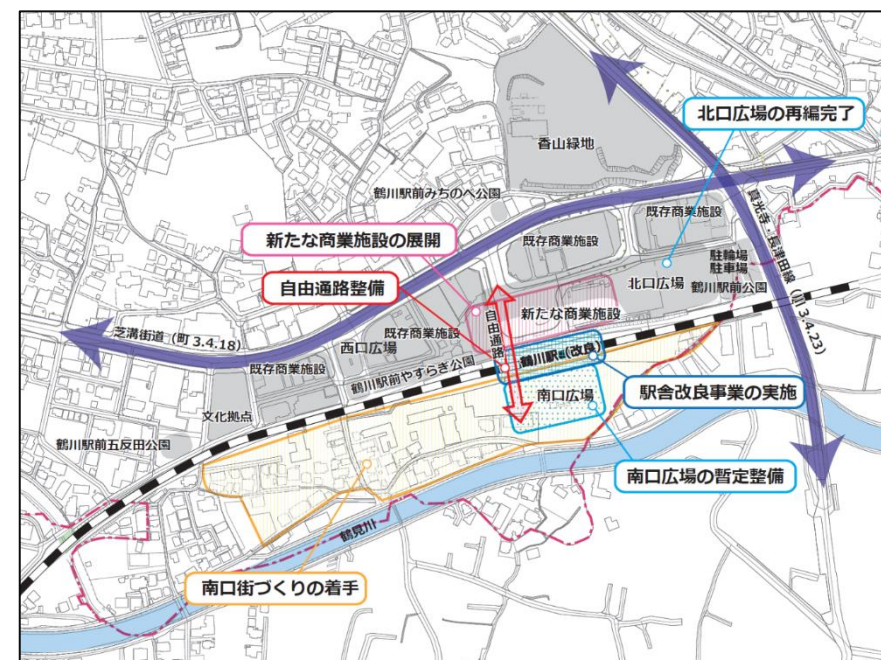 北口広場の再編完了
香山緑地
鶴川駅前みちのべ公園
既存商業施設
新たな商業施設の展開
既存商業施設
駐輪場
駐車場
真光寺・長津田線（川 3.4.23）
自由通路整備
北口広場
鶴川駅前公園
自由通路
新たな商業施設
芝溝街道（町 3.4.18）
既存商業施設
西口広場
既存商業施設
鶴川駅（改良）
鶴川駅前やすらぎ公園
南口広場
駅舎改良事業の実施
文化拠点
鶴川駅前五反田公園
南口広場の暫定整備
鶴見川
南口街づくりの着手